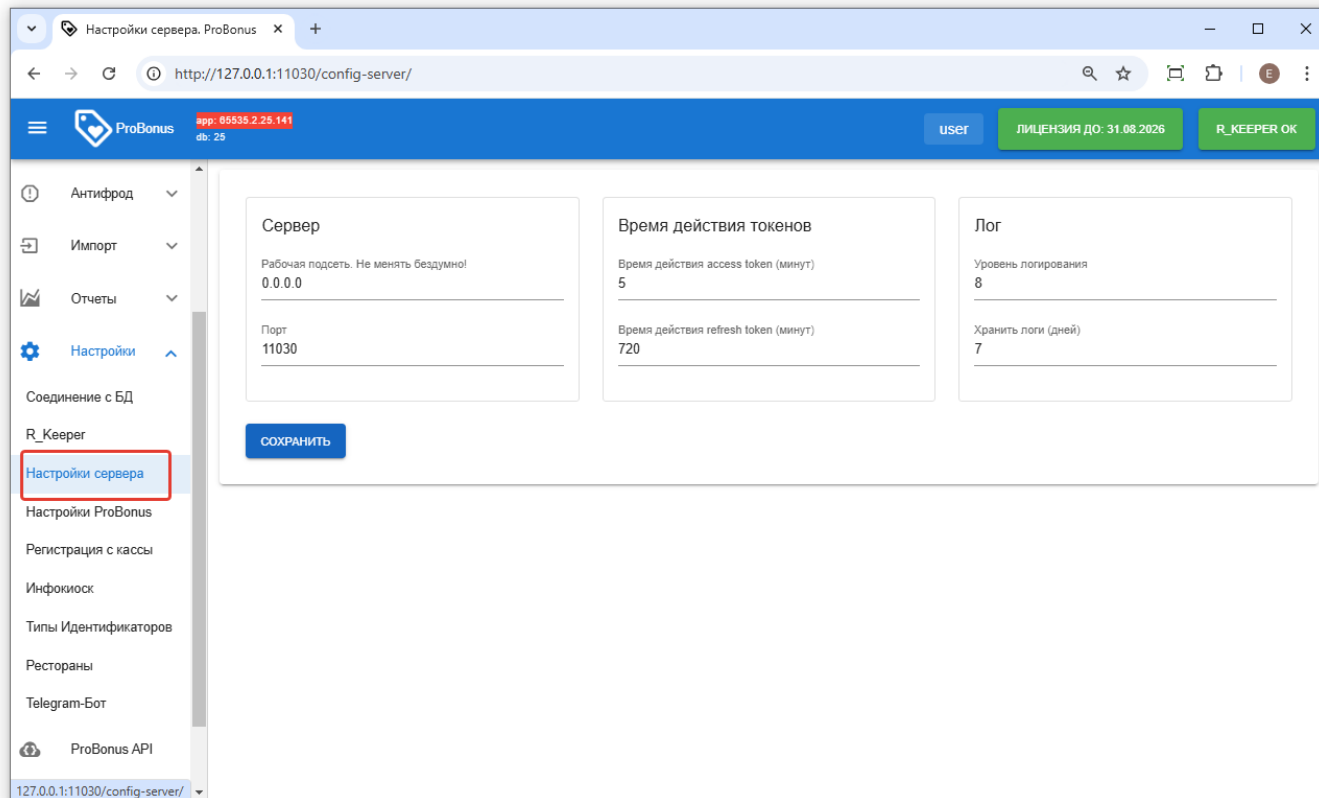 Настройки сервера. ProBonus
http://127.0.0.1:11030/config-server/
E
ProBonus
app: 65535.2.25.141
db: 25
user
ЛИЦЕНЗИЯ ДО: 31.08.2026
R_KEEPER OK
Антифрод
Импорт
Отчеты
Настройки
Соединение с БД
R_Keeper
Настройки сервера
Настройки ProBonus
Регистрация с кассы
Инфокиоск
Типы Идентификаторов
Рестораны
Telegram-Бот
ProBonus API
127.0.0.1:11030/config-server/
Сервер
Рабочая подсеть. Не менять бездумно!
0.0.0.0
Порт
11030
Время действия токенов
Время действия access token (минут)
5
Время действия refresh token (минут)
720
Лог
Уровень логирования
8
Хранить логи (дней)
7
СОХРАНИТЬ